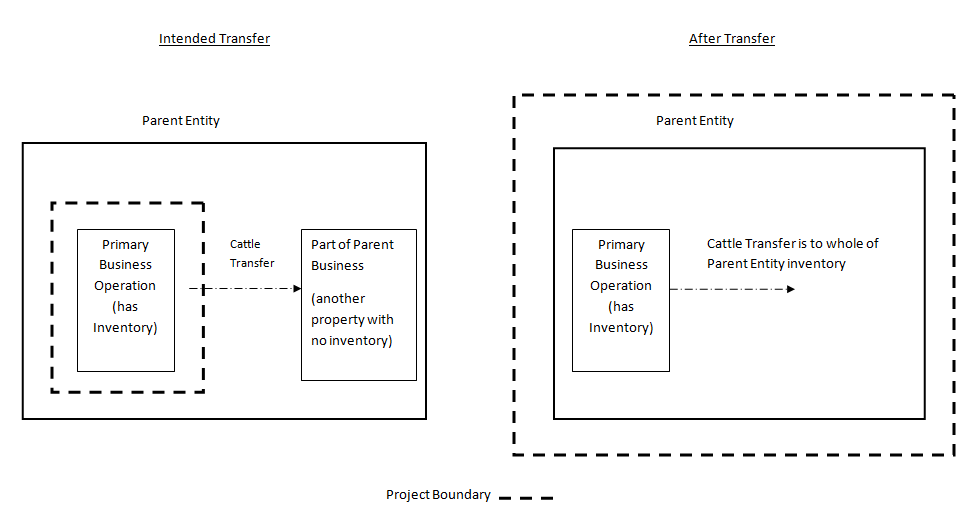 Intended Transfer
After Transfer
Parent Entity
Parent Entity
Primary
Business
Operation
(has
Inventory)
Cattle
Transfer
Part of Parent
Business
(another
property with
no inventory)
Primary
Business
Operation
(has
Inventory)
Cattle Transfer is to whole of
Parent Entity inventory
Project Boundary